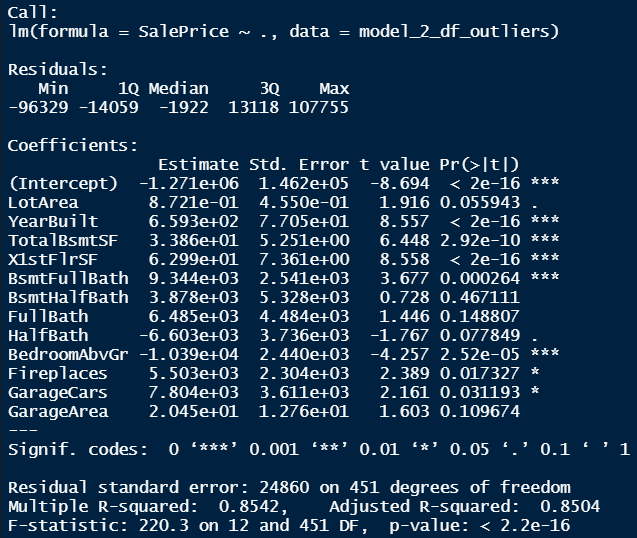 Call:
lm(formula = SalePrice ~ ., data = model_2_df_outliers)
Residuals:
Min 1Q Median 3Q Max
-96329 -14059 -1922 13118 107755
Coefficients:
Estimate Std. Error t value Pr(>|t|)
(Intercept) -1.271e+06 1.462e+05 -8.694 < 2e-16 ***
LotArea 8.721e-01 4.550e-01 1.916 0.055943 .
YearBuilt 6.593e+02 7.705e+01 8.557 < 2e-16 ***
TotalBsmtSF 3.386e+01 5.251e+00 6.448 2.92e-10 ***
X1stFlrSF 6.299e+01 7.361e+00 8.558 < 2e-16 ***
BsmtFullBath 9.344e+03 2.541e+03 3.677 0.000264 ***
BsmtHalfBath 3.878e+03 5.328e+03 0.728 0.467111
FullBath 6.485e+03 4.484e+03 1.446 0.148807
HalfBath -6.603e+03 3.736e+03 -1.767 0.077849 .
BedroomAbvGr -1.039e+04 2.440e+03 -4.257 2.52e-05 ***
Fireplaces 5.503e+03 2.304e+03 2.389 0.017327 *
GarageCars 7.804e+03 3.611e+03 2.161 0.031193 *
GarageArea 2.045e+01 1.276e+01 1.603 0.109674
---
Signif. codes: 0 ‘***’ 0.001 ‘**’ 0.01 ‘*’ 0.05 ‘.’ 0.1 ‘ ’ 1
Residual standard error: 24860 on 451 degrees of freedom
Multiple R-squared: 0.8542, Adjusted R-squared: 0.8504
F-statistic: 220.3 on 12 and 451 DF, p-value: < 2.2e-16